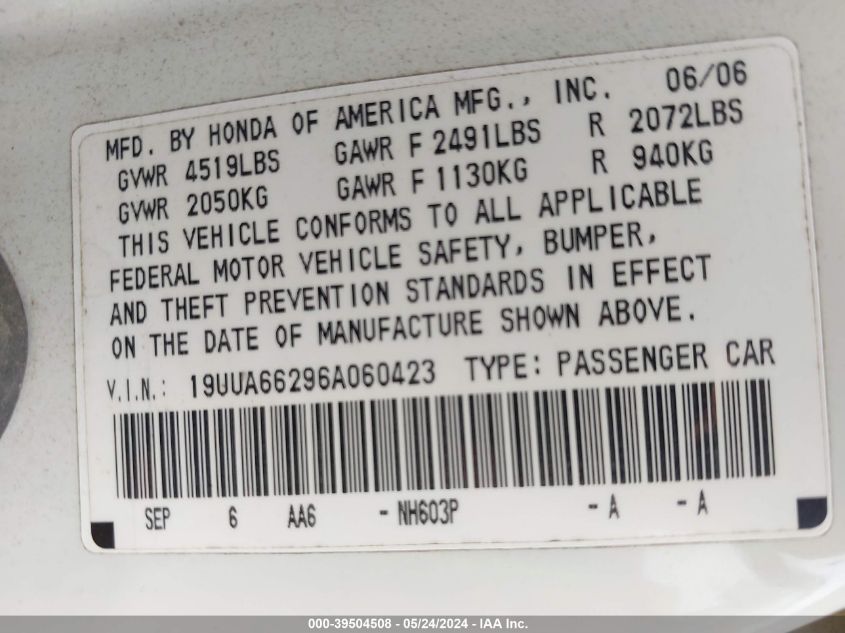 MFD. BY HONDA OF AMERICA MFG., INC. 06/06
GVWR 4519LBS GAWR F 2491LBS R 2072LBS
GVWR 2050KG GAWR F 1130KG R 940KG
THIS VEHICLE CONFORMS TO ALL APPLICABLE
FEDERAL MOTOR VEHICLE SAFETY, BUMPER,
AND THEFT PREVENTION STANDARDS IN EFFECT
ON THE DATE OF MANUFACTURE SHOWN ABOVE.
V.I.N.: 19UUA66296A060423 TYPE: PASSENGER CAR
SEP 6 AA6 - NH603P - A - A
000-39504508 - 05/24/2024 - IAA Inc.